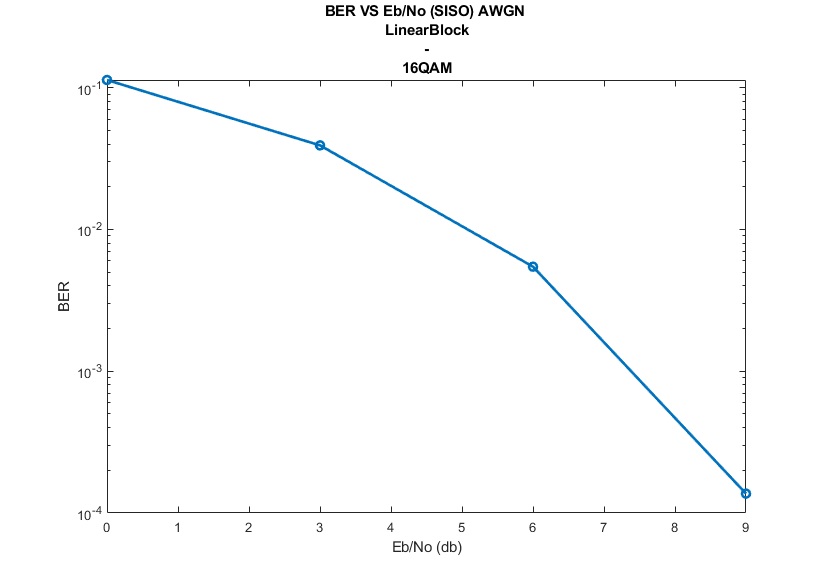 BER VS Eb/No (SISO) AWGN
LinearBlock
-
16QAM
10-1
10-2
10-3
10-4
BER
0 1 2 3 4 5 6 7 8 9
Eb/No (db)